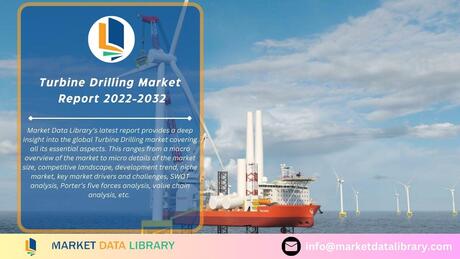 Turbine Drilling Market
Report 2022-2032
Market Data Library's latest report provides a deep
insight into the global Turbine Drilling market covering
all its essential aspects. This ranges from a macro
overview of the market to micro details of the market
size, competitive landscape, development trend, niche
market, key market drivers and challenges, SWOT
analysis, Porter's five forces analysis, value chain
analysis, etc.
MARKET DATA LIBRARY
info@marketdatalibrary.com